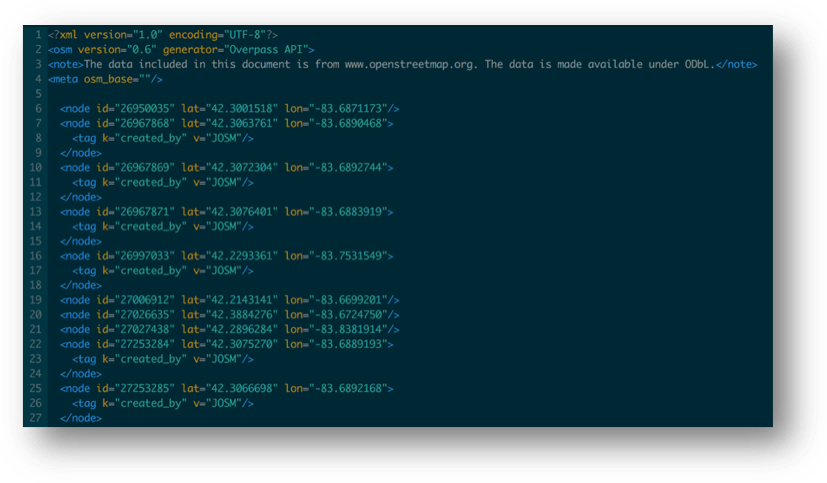 1 <?xml version="1.0" encoding="UTF-8"?>
2 <osm version="0.6" generator="Overpass API">
3 <note>The data included in this document is from www.openstreetmap.org. The data is made available under ODbL.</note>
4 <meta osm_base=""/>
5
6 <node id="26950035" lat="42.3001518" lon="-83.6871173"/>
7 <node id="26967868" lat="42.3063761" lon="-83.6890468">
8 <tag k="created_by" v="JOSM"/>
9 </node>
10 <node id="26967869" lat="42.3072304" lon="-83.6892744">
11 <tag k="created_by" v="JOSM"/>
12 </node>
13 <node id="26967871" lat="42.3076401" lon="-83.6883919">
14 <tag k="created_by" v="JOSM"/>
15 </node>
16 <node id="26997033" lat="42.2293361" lon="-83.7531549">
17 <tag k="created_by" v="JOSM"/>
18 </node>
19 <node id="27006912" lat="42.2143141" lon="-83.6699201"/>
20 <node id="27026635" lat="42.3884276" lon="-83.6724750"/>
21 <node id="27027438" lat="42.2896284" lon="-83.8381914"/>
22 <node id="27253284" lat="42.3075270" lon="-83.6889193">
23 <tag k="created_by" v="JOSM"/>
24 </node>
25 <node id="27253285" lat="42.3066698" lon="-83.6892168">
26 <tag k="created_by" v="JOSM"/>
27 </node>